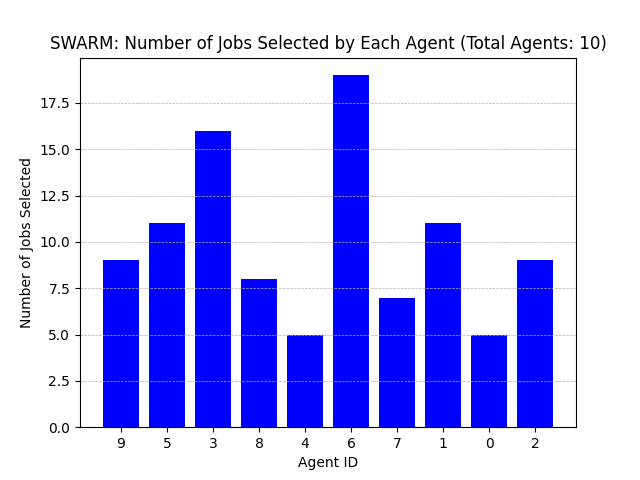 SWARM: Number of Jobs Selected by Each Agent (Total Agents: 10)
17.5
15.0
12.5
10.0
7.5
5.0
2.5
0.0
Number of Jobs Selected
9 5 3 8 4 6 7 1 0 2
Agent ID